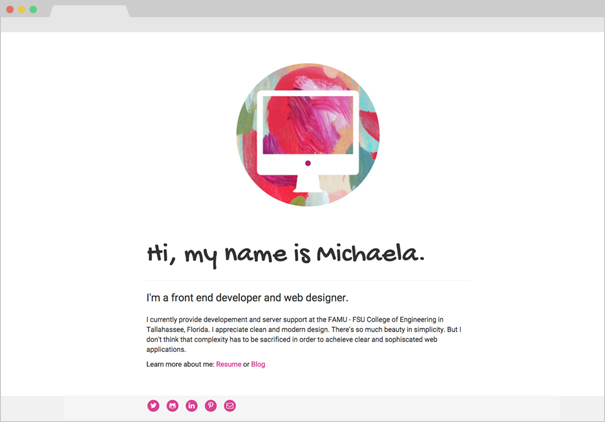 Hi, my name is Michaela.
I'm a front end developer and web designer.
I currently provide developement and server support at the FAMU - FSU College of Engineering in
Tallahassee, Florida. I appreciate clean and modern design. There's so much beauty in simplicity. But I
don't think that complexity has to be sacrificed in order to acheieve clear and sophiscated web
applications.
Learn more about me: Resume or Blog